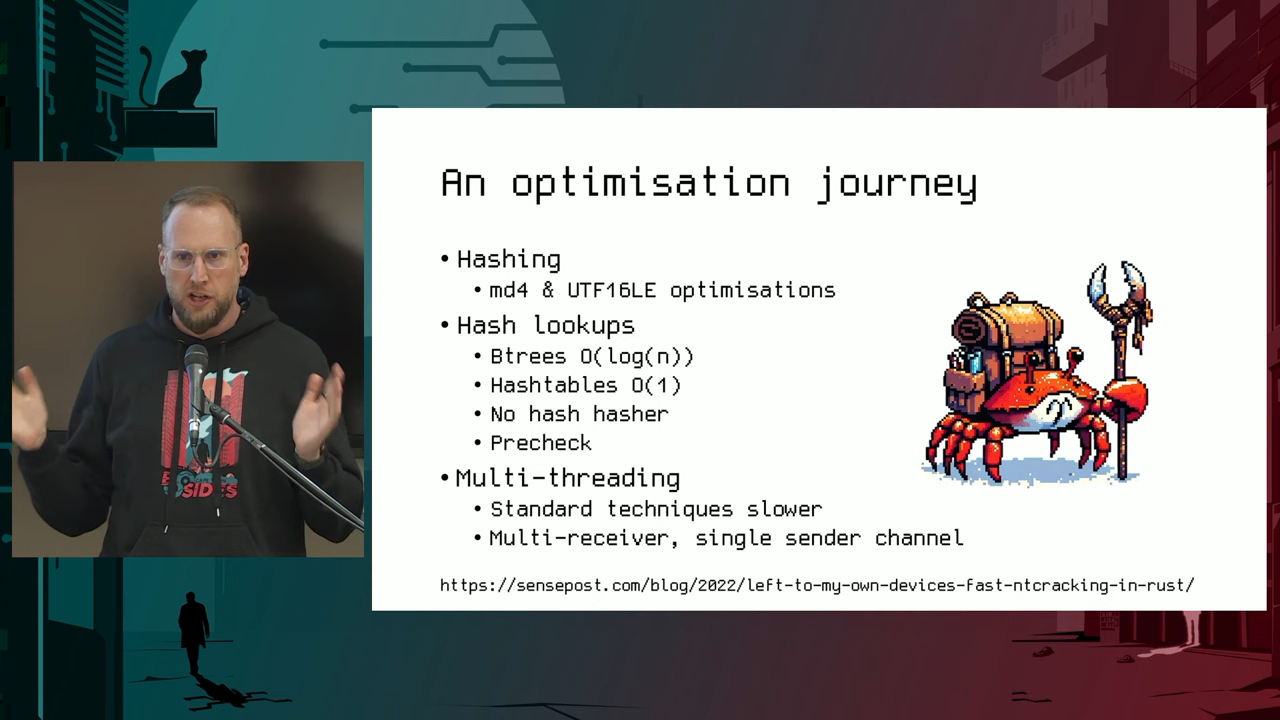 An optimisation journey
• Hashing
• md4 & UTF16LE optimisations
• Hash lookups
• Btrees O(log(n))
• Hashtables O(1)
• No hash hasher
• Precheck
• Multi-threading
• Standard techniques slower
• Multi-receiver, single sender channel
https://sensepost.com/blog/2022/left-to-my-own-devices-fast-ntcracking-in-rust/
SIDES